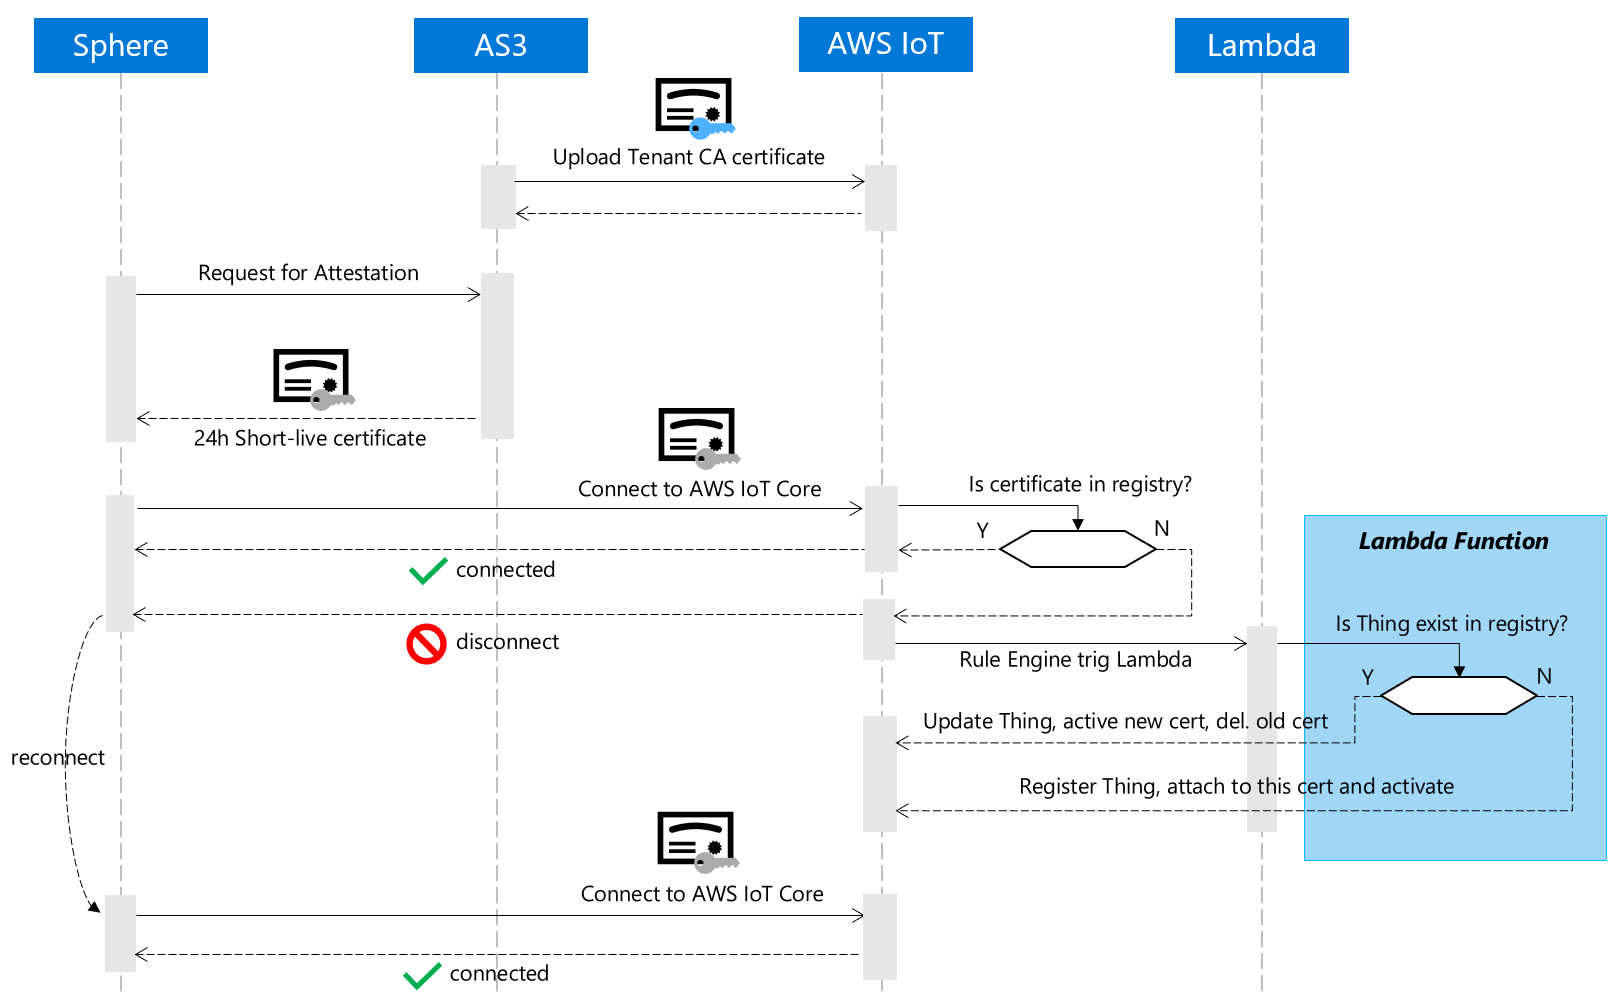 Sphere
AS3
AWS IoT
Lambda
Upload Tenant CA certificate
Request for Attestation
24h Short-live certificate
Connect to AWS IoT Core
Is certificate in registry?
Y
N
connected
Lambda Function
disconnect
Rule Engine trig Lambda
Is Thing exist in registry?
Y
N
Update Thing, active new cert, del. old cert
reconnect
Register Thing, attach to this cert and activate
Connect to AWS IoT Core
connected